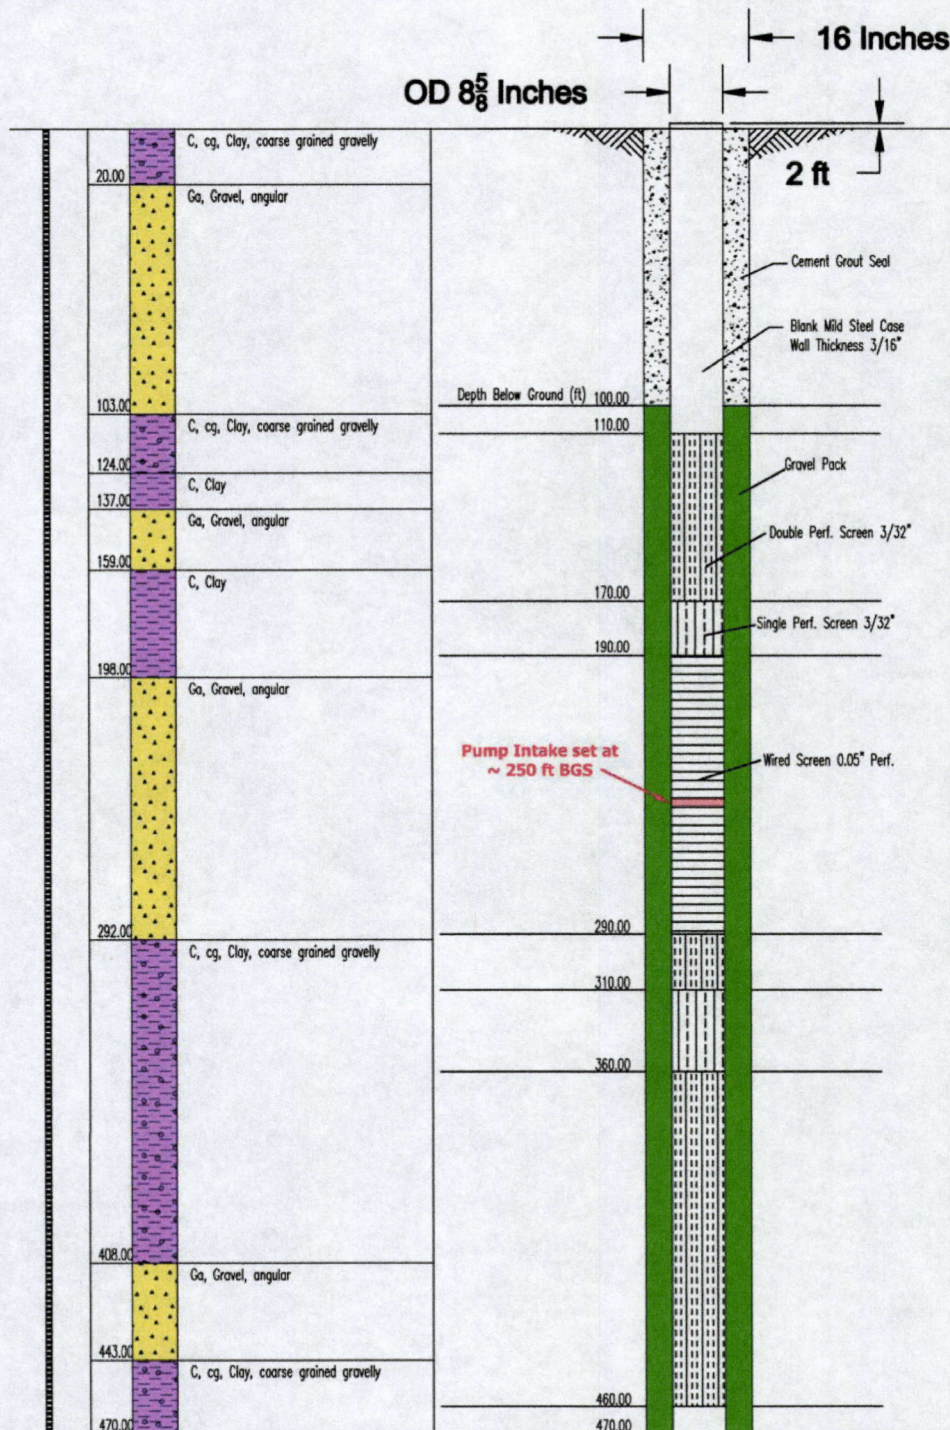 16 Inches
OD 8 5/8 Inches
2 ft
C, cg, Clay, coarse grained gravelly
20.00
Ga, Gravel, angular
103.00
C, cg, Clay, coarse grained gravelly
124.00
C, Clay
137.00
Ga, Gravel, angular
159.00
C, Clay
198.00
Ga, Gravel, angular
292.00
C, cg, Clay, coarse grained gravelly
408.00
Ga, Gravel, angular
443.00
C, cg, Clay, coarse grained gravelly
470.00
Cement Grout Seal
Blank Mild Steel Case
Wall Thickness 3/16"
Depth Below Ground (ft) 100.00
110.00
Gravel Pack
Double Perf. Screen 3/32"
170.00
Single Perf. Screen 3/32"
190.00
Pump Intake set at
~ 250 ft BGS
Wired Screen 0.05" Perf.
290.00
310.00
360.00
460.00
470.00